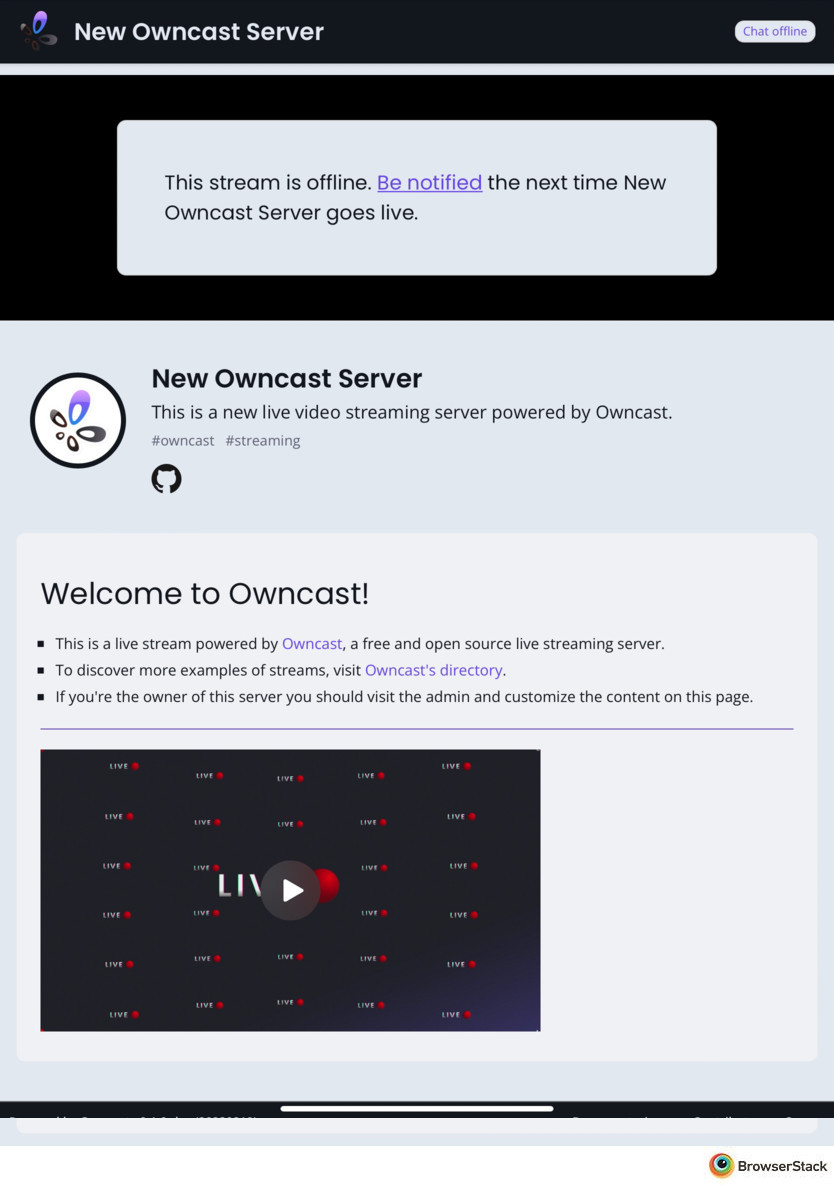 New Owncast Server
Chat offline
This stream is offline. Be notified the next time New
Owncast Server goes live.
New Owncast Server
This is a new live video streaming server powered by Owncast.
#owncast #streaming
Welcome to Owncast!
This is a live stream powered by Owncast, a free and open source live streaming server.
To discover more examples of streams, visit Owncast's directory.
If you're the owner of this server you should visit the admin and customize the content on this page.
LIVE LIVE LIVE LIVE LIVE
LIVE LIVE LIVE LIVE LIVE
LIVE LIVE LIVE LIVE
LIV
LIVE LIVE LIVE LIVE
LIVE LIVE LIVE LIVE LIVE
LIVE LIVE LIVE LIVE LIVE
BrowserStack